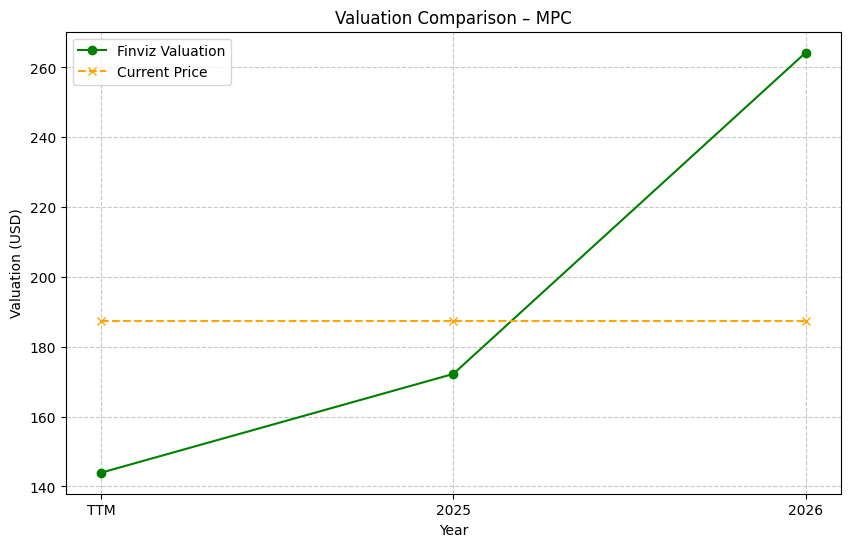 Valuation Comparison – MPC
Finviz Valuation
Current Price
260
240
220
200
180
160
140
Valuation (USD)
TTM
2025
2026
Year